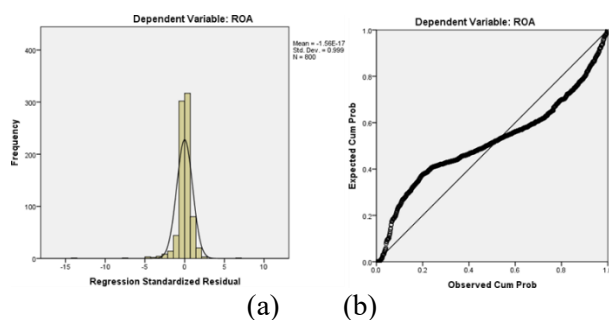 Dependent Variable: ROA
Mean = -1.56E-17
Std. Dev. = 0.999
N = 800
400
300
200
100
0
Frequency
-15 -10 -5 0 5 10
Regression Standardized Residual
(a)
Dependent Variable: ROA
1.0
0.8
0.6
0.4
0.2
0.0
Expected Cum Prob
0.0 0.2 0.4 0.6 0.8 1.0
Observed Cum Prob
(b)